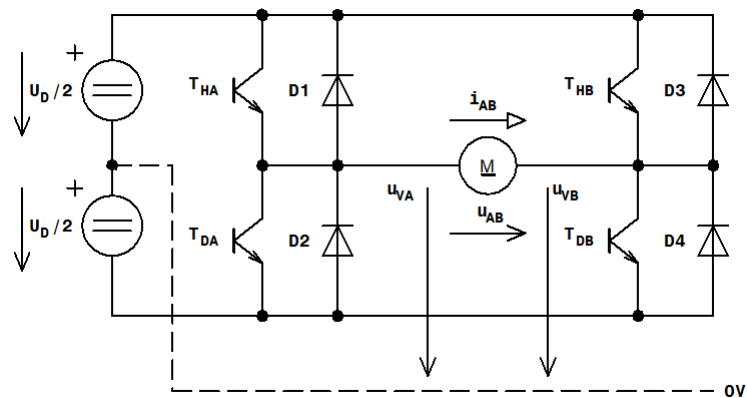 +
U_D/2
T_HA
D1
T_HB
D3
i_AB
M
+
U_D/2
T_DA
D2
u_VA
u_AB
u_VB
T_DB
D4
0V